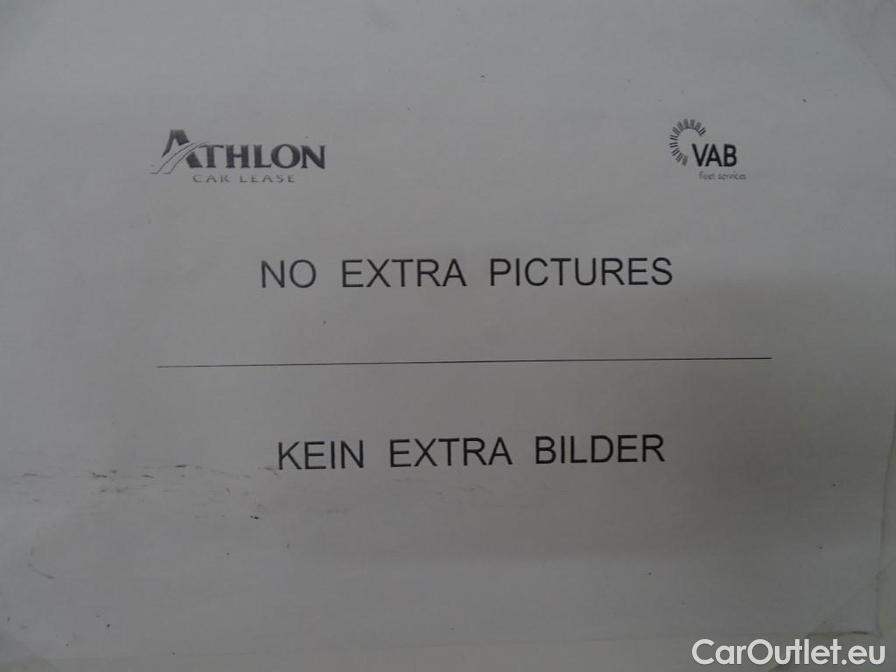 ATHLON
CAR LEASE
VAB
fleet services
NO EXTRA PICTURES
KEIN EXTRA BILDER
CarOutlet.eu